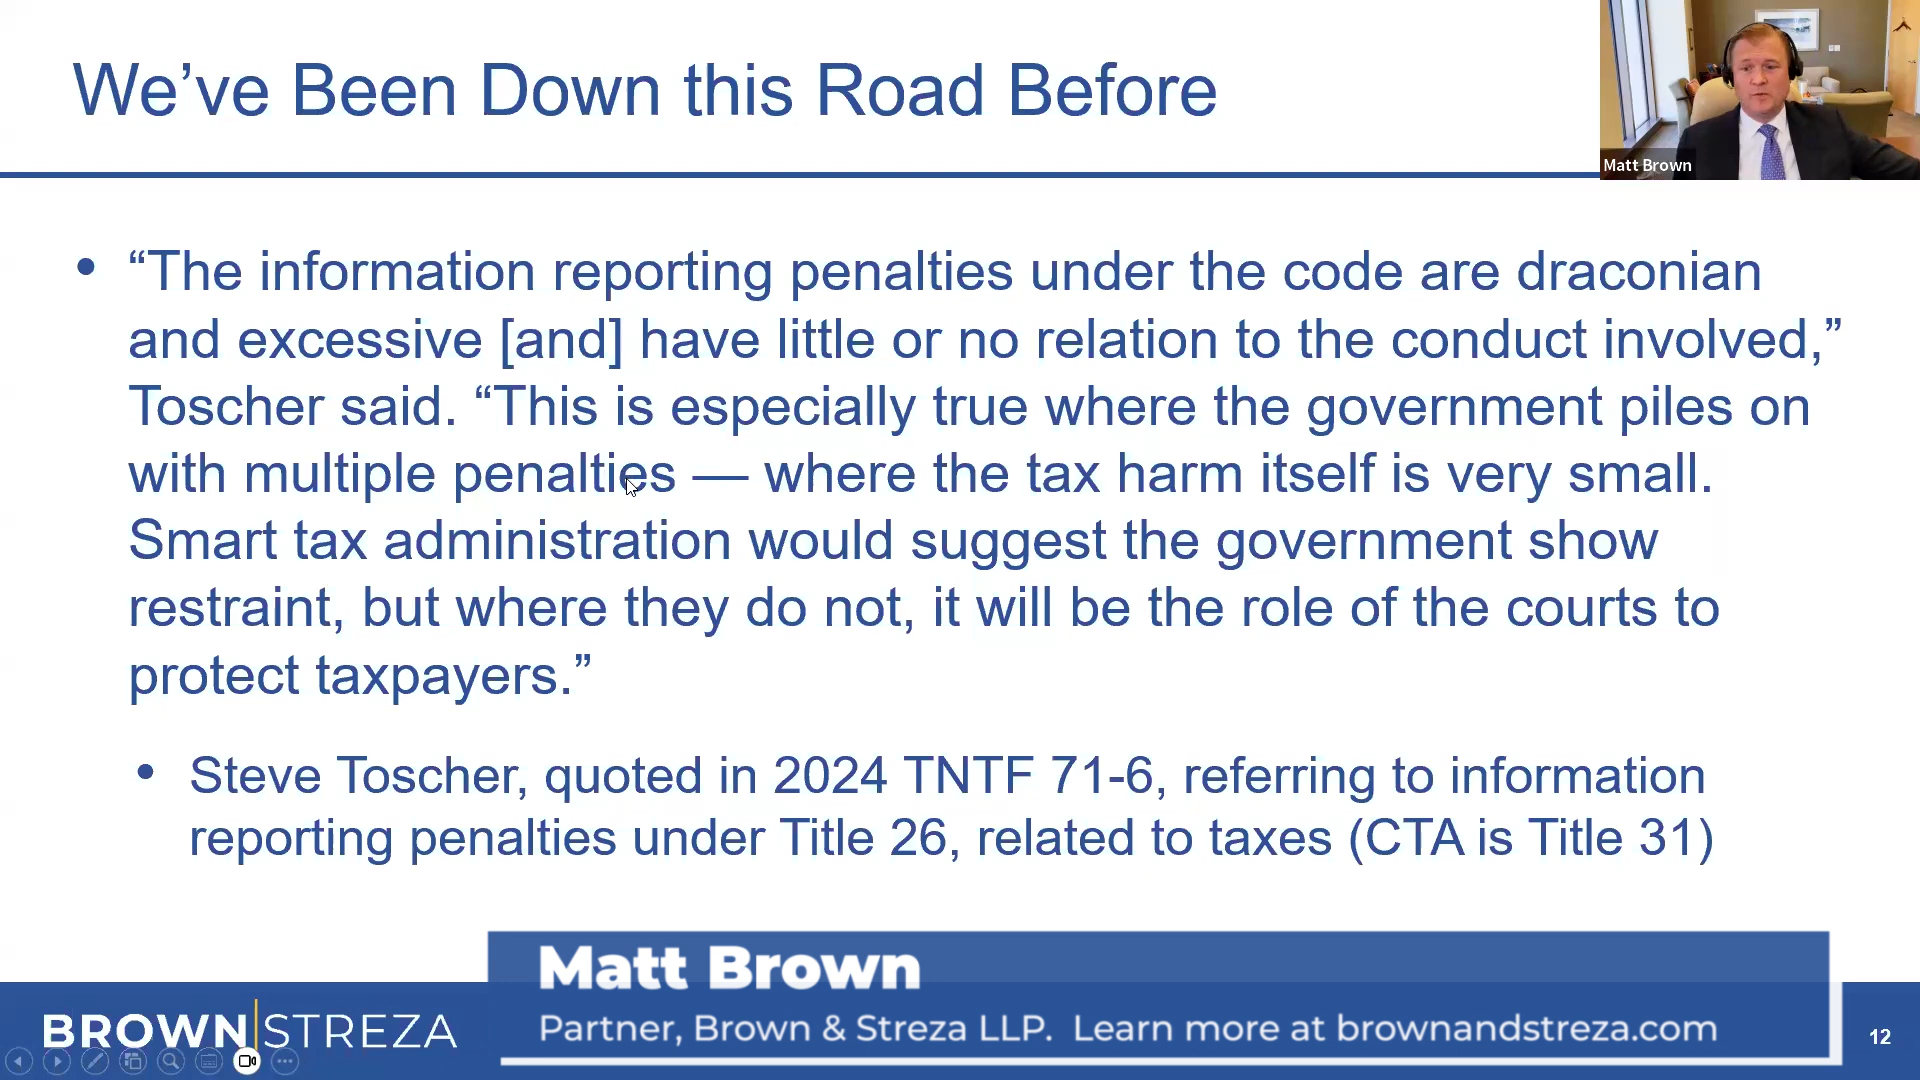 We’ve Been Down this Road Before
Matt Brown
• “The information reporting penalties under the code are draconian
and excessive [and] have little or no relation to the conduct involved,”
Toscher said. “This is especially true where the government piles on
with multiple penalties — where the tax harm itself is very small.
Smart tax administration would suggest the government show
restraint, but where they do not, it will be the role of the courts to
protect taxpayers.”
• Steve Toscher, quoted in 2024 TNTF 71-6, referring to information
reporting penalties under Title 26, related to taxes (CTA is Title 31)
Matt Brown
Partner, Brown & Streza LLP.  Learn more at brownandstreza.com
BROWN|STREZA
12